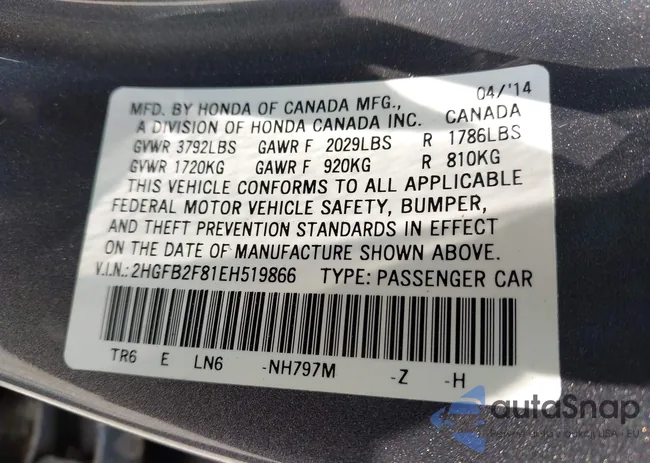 04/'14
MFD. BY HONDA OF CANADA MFG.,
A DIVISION OF HONDA CANADA INC. CANADA
GVWR 3792LBS GAWR F 2029LBS R 1786LBS
GVWR 1720KG GAWR F 920KG R 810KG
THIS VEHICLE CONFORMS TO ALL APPLICABLE
FEDERAL MOTOR VEHICLE SAFETY, BUMPER,
AND THEFT PREVENTION STANDARDS IN EFFECT
ON THE DATE OF MANUFACTURE SHOWN ABOVE.
V.I.N.: 2HGFB2F81EH519866 TYPE: PASSENGER CAR
TR6 E LN6 -NH797M -Z -H
autoSnap
USA · EU